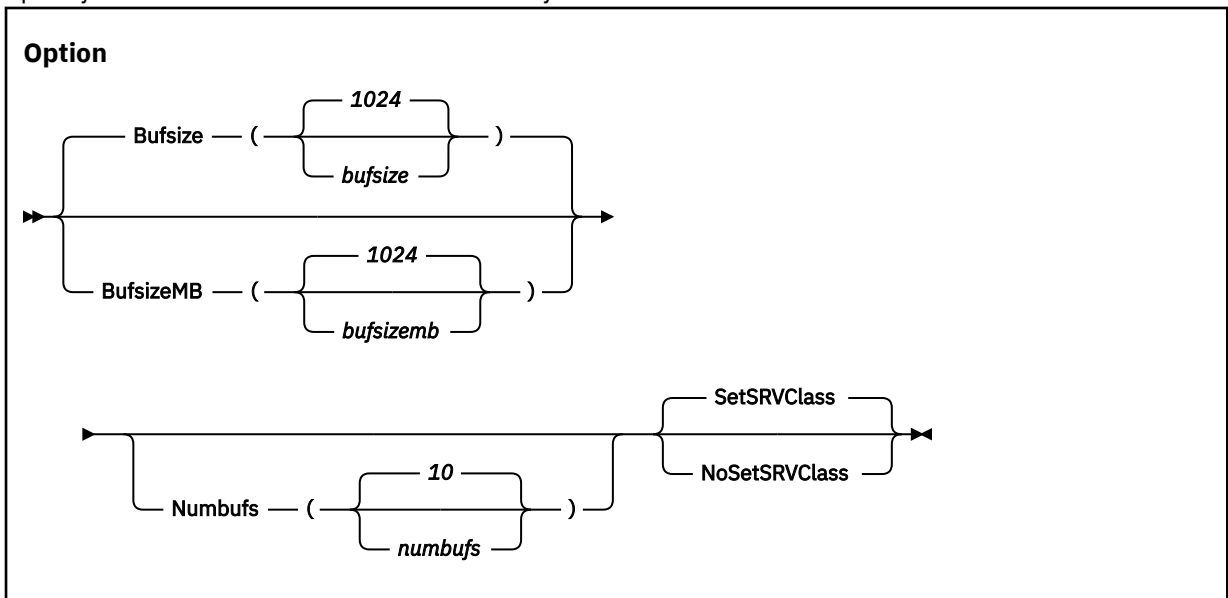 Option
1024
Bufsize ( )
bufsize
1024
BufsizeMB ( )
bufsizemb
SetSRVClass
NoSetSRVClass
10
Numbufs ( )
numbufs